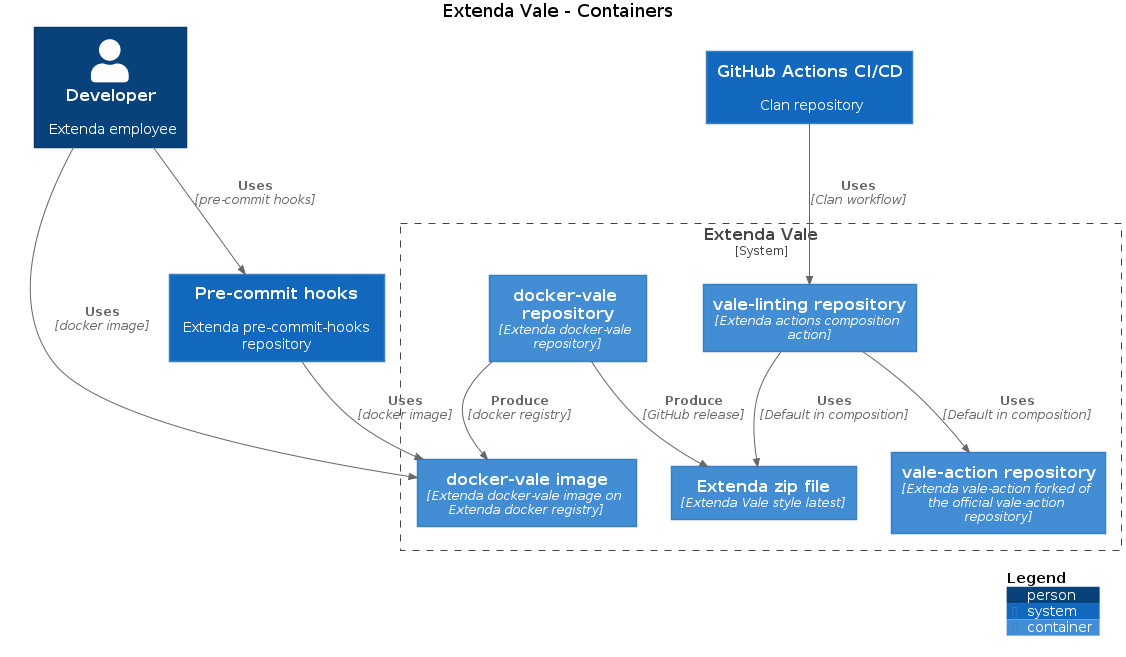 Extenda Vale - Containers
Developer
Extenda employee
GitHub Actions CI/CD
Clan repository
Uses
[pre-commit hooks]
Uses
[Clan workflow]
Extenda Vale
[System]
Pre-commit hooks
Extenda pre-commit-hooks
repository
docker-vale
repository
[Extenda docker-vale
repository]
vale-linting repository
[Extenda actions composition
action]
Uses
[docker image]
Uses
[docker image]
Produce
[docker registry]
Produce
[GitHub release]
Uses
[Default in composition]
Uses
[Default in composition]
docker-vale image
[Extenda docker-vale image on
Extenda docker registry]
Extenda zip file
[Extenda Vale style latest]
vale-action repository
[Extenda vale-action forked of
the official vale-action
repository]
Legend
person
system
container